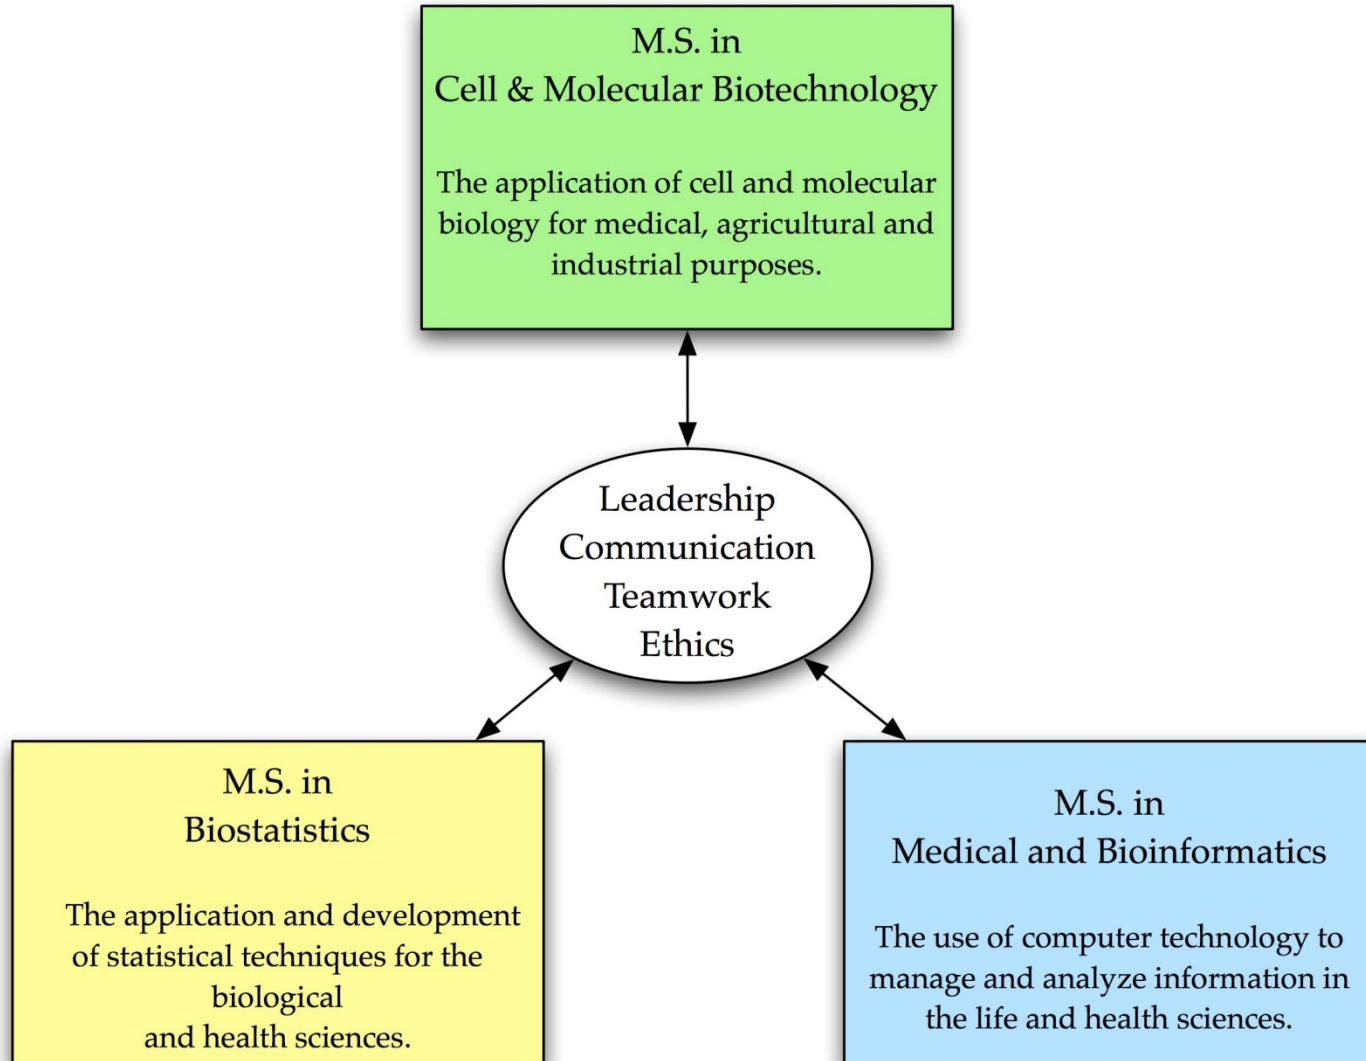 M.S. in
Cell & Molecular Biotechnology
The application of cell and molecular
biology for medical, agricultural and
industrial purposes.
Leadership
Communication
Teamwork
Ethics
M.S. in
Biostatistics
The application and development
of statistical techniques for the
biological
and health sciences.
M.S. in
Medical and Bioinformatics
The use of computer technology to
manage and analyze information in
the life and health sciences.